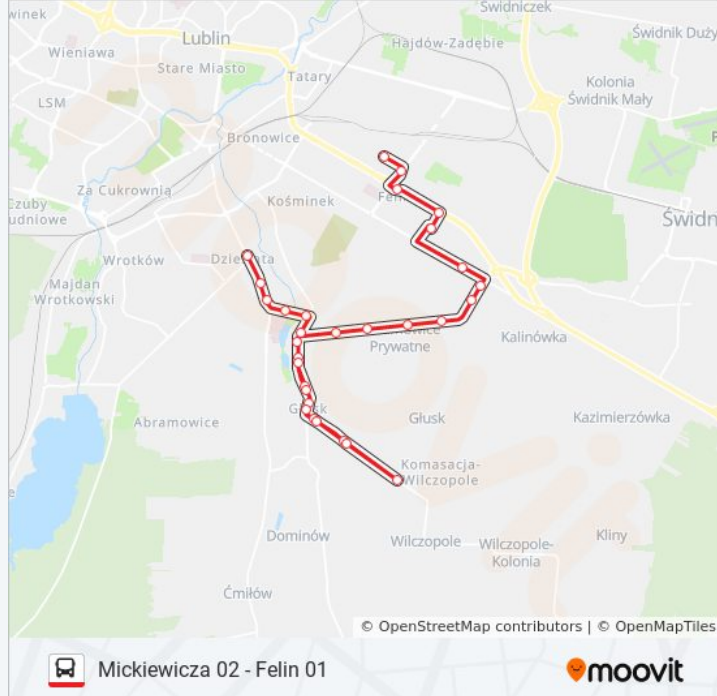 winek
Świdniczek
Lublin
Hajdów-Zadębie
Świdnik Duży
Wieniawa
Stare Miasto
Tatary
Kolonia
Świdnik Mały
LSM
Bronowice
Za Cukrownią
Czuby
udniowe
Kośminek
Fel
Świdn
Wrotków
Dziesiąta
Majdan
Wrotkowski
Kalinówka
Prywatne
Abramowice
Głusk
Głusk
Kazimierzówka
Komasacja-
Wilczopole
Dominów
Wilczopole
Wilczopole-
Kolonia
Kliny
Ćmiłów
© OpenStreetMap contributors | © OpenMapTiles
Mickiewicza 02 - Felin 01
moovit